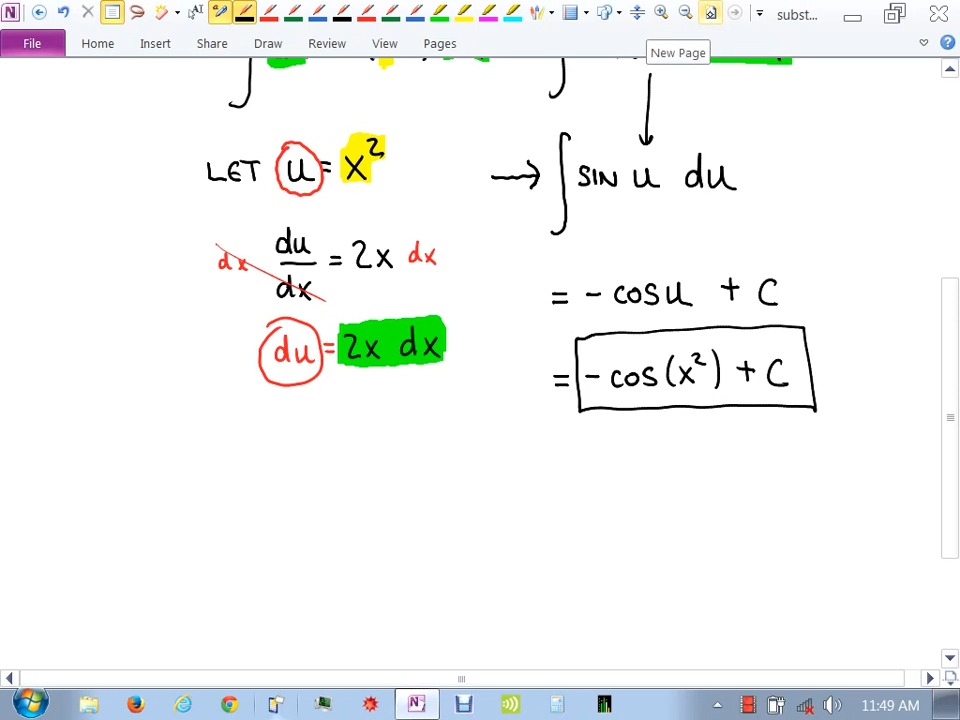 subst...
File Home Insert Share Draw Review View Pages
New Page
LET u = x²
→ ∫ SIN u du
dx du/dx = 2x dx
= - cos u + C
du = 2x dx
= - cos(x²) + C
11:49 AM